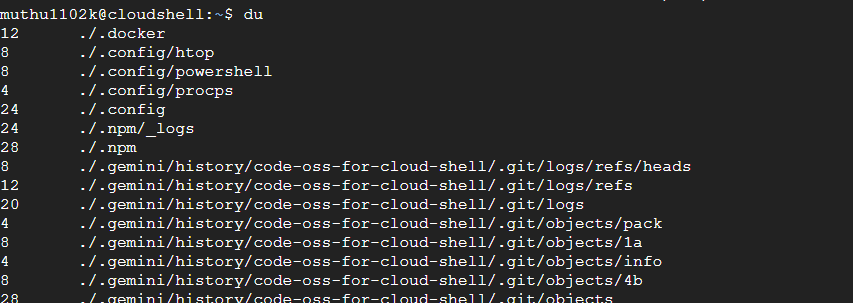 muthu1102k@cloudshell:~$ du
12      ./.docker
8       ./.config/htop
8       ./.config/powershell
4       ./.config/procps
24      ./.config
24      ./.npm/_logs
28      ./.npm
8       ./.gemini/history/code-oss-for-cloud-shell/.git/logs/refs/heads
12      ./.gemini/history/code-oss-for-cloud-shell/.git/logs/refs
20      ./.gemini/history/code-oss-for-cloud-shell/.git/logs
4       ./.gemini/history/code-oss-for-cloud-shell/.git/objects/pack
8       ./.gemini/history/code-oss-for-cloud-shell/.git/objects/1a
4       ./.gemini/history/code-oss-for-cloud-shell/.git/objects/info
8       ./.gemini/history/code-oss-for-cloud-shell/.git/objects/4b
28      ./.gemini/history/code-oss-for-cloud-shell/.git/objects